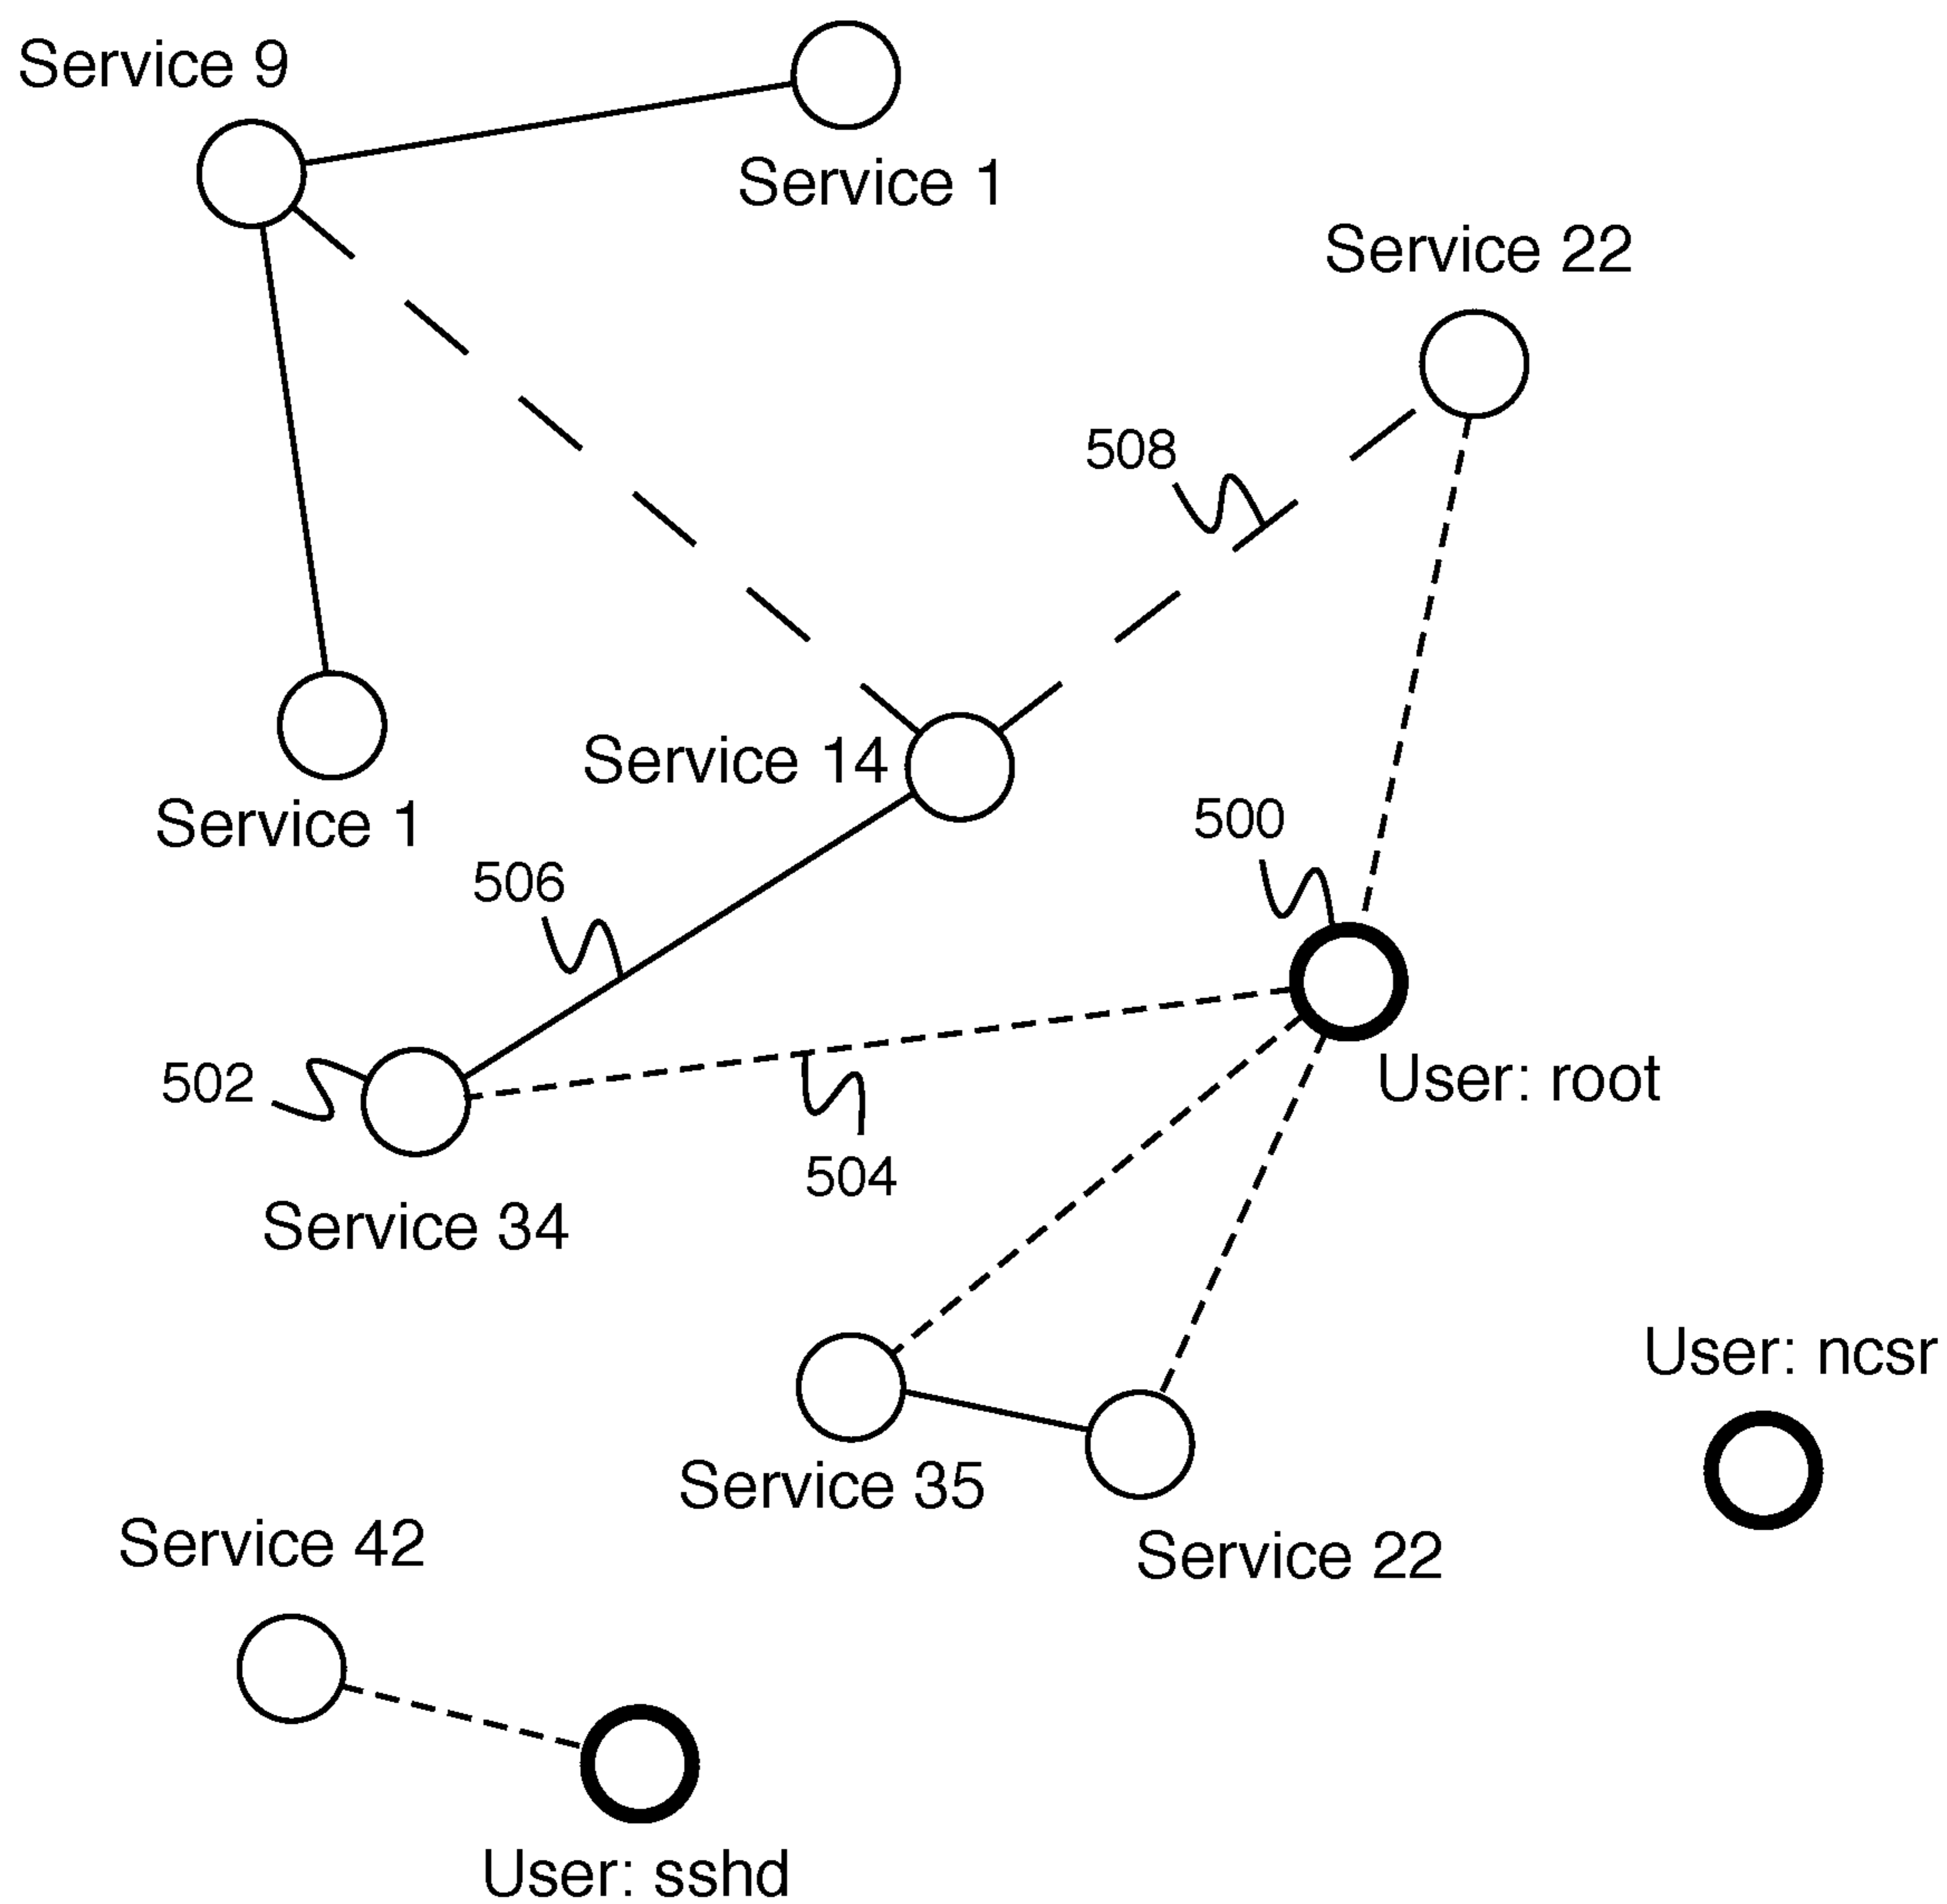 Service 9
Service 1
Service 22
508
Service 14
500
Service 1
506
502
User: root
504
Service 34
User: ncsr
Service 35
Service 42
Service 22
User: sshd